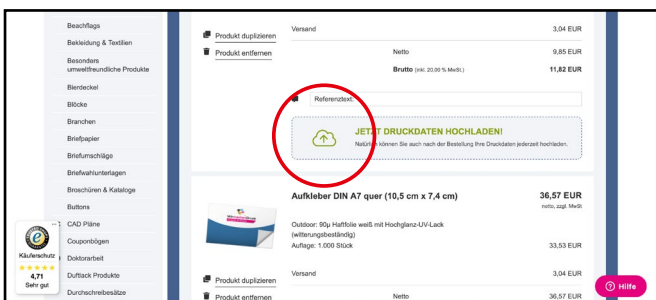 Beachflags
Bekleidung & Textilien
Besonders
umweltfreundliche Produkte
Bierdeckel
Blöcke
Branchen
Briefpapier
Briefumschläge
Briefwahlunterlagen
Broschüren & Kataloge
Buttons
CAD Pläne
Couponbögen
Doktorarbeit
Duftlack Produkte
Durchschreibesätze
Käuferschutz
4,71
Sehr gut
Produkt duplizieren
Produkt entfernen
Versand 3,04 EUR
Netto 9,85 EUR
Brutto (inkl. 20,00 % MwSt.) 11,82 EUR
Referenztext.
JETZT DRUCKDATEN HOCHLADEN!
Natürlich können Sie auch nach der Bestellung Ihre Druckdaten jederzeit hochladen.
Aufkleber DIN A7 quer (10,5 cm x 7,4 cm) 36,57 EUR
netto, zzgl. MwSt
Outdoor: 90µ Haftfolie weiß mit Hochglanz-UV-Lack
(witterungsbeständig)
Auflage: 1.000 Stück 33,53 EUR
Produkt duplizieren
Produkt entfernen
Versand 3,04 EUR
Netto 36,57 EUR
Hilfe